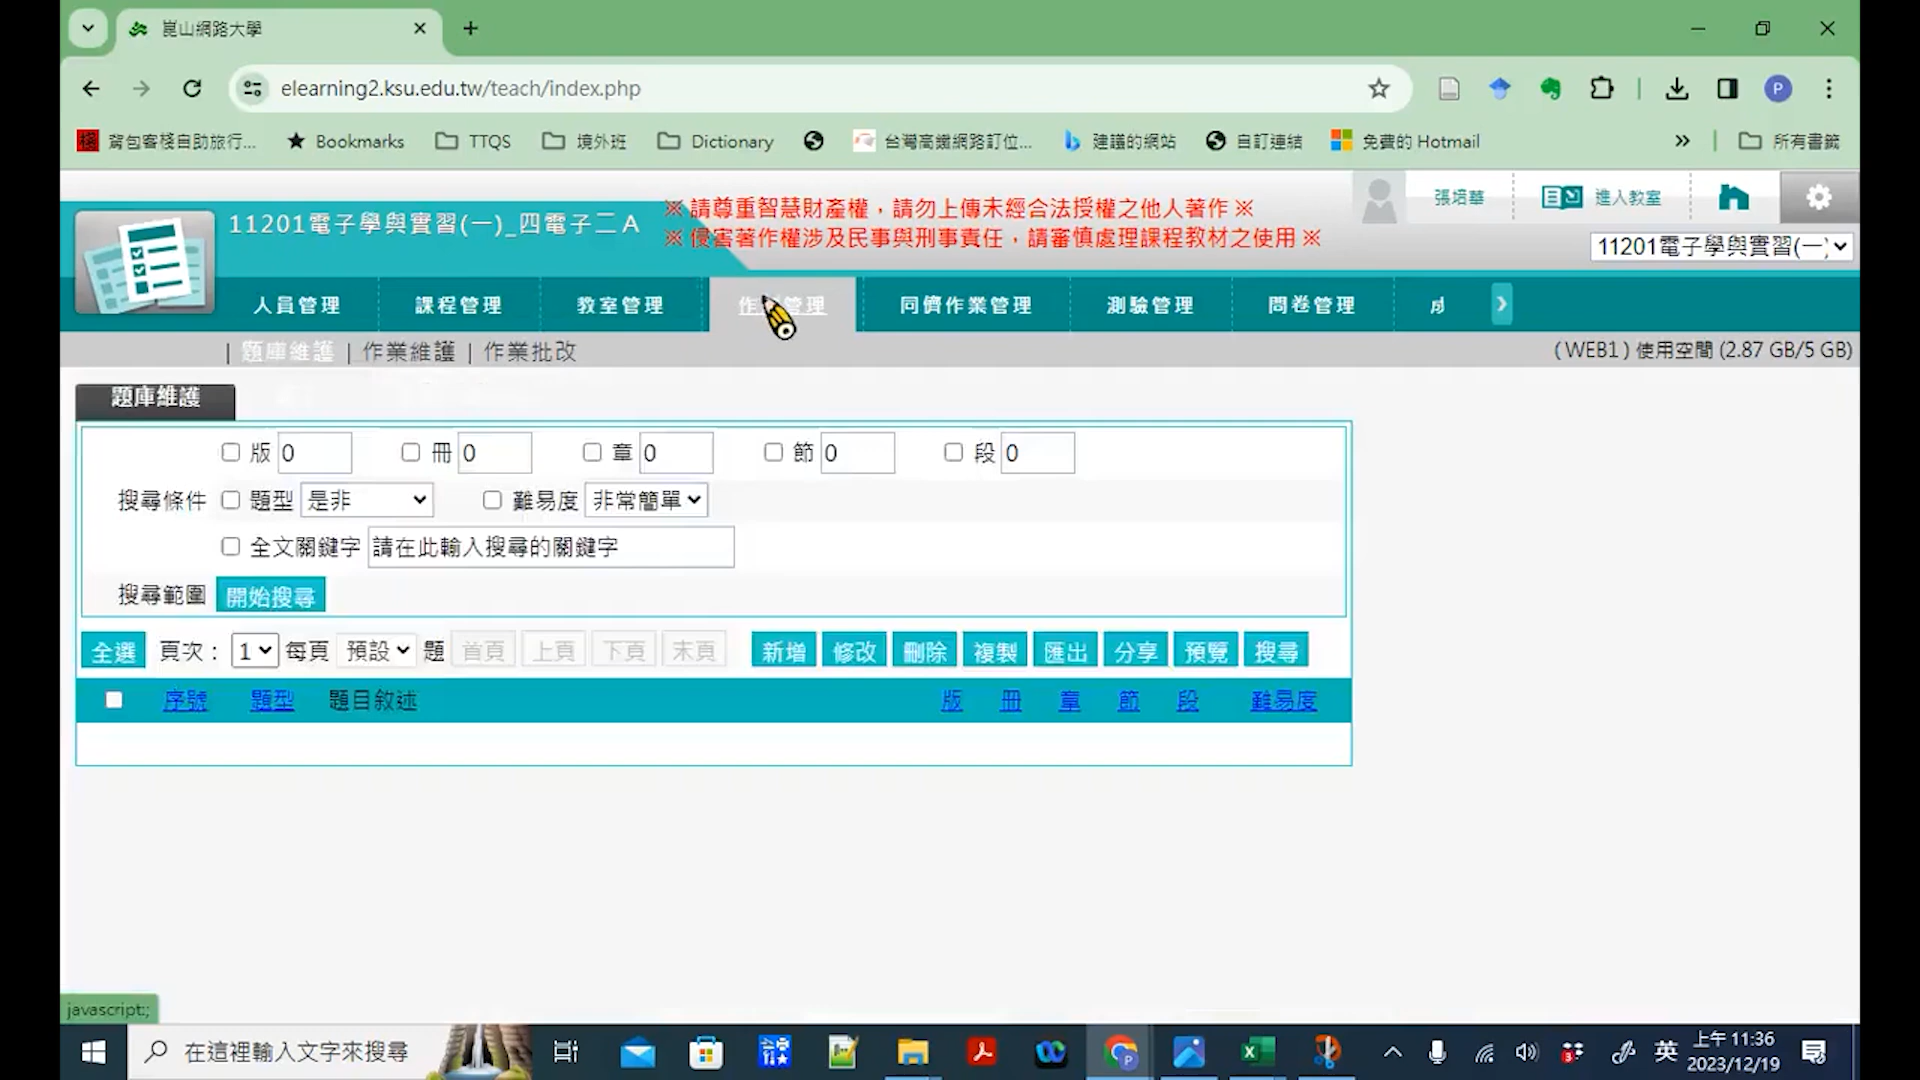 崑山網路大學
elearning2.ksu.edu.tw/teach/index.php
P
背包客棧自助旅行... Bookmarks TTQS 境外班 Dictionary 台灣高鐵網路訂位... 建議的網站 自訂連結 免費的 Hotmail » 所有書籤
11201電子學與實習(一)_四電子二A
※ 請尊重智慧財產權，請勿上傳未經合法授權之他人著作 ※
※ 侵害著作權涉及民事與刑事責任，請審慎處理課程教材之使用 ※
張培華 進入教室
11201電子學與實習(一)
人員管理 課程管理 教室管理 作業管理 同儕作業管理 測驗管理 問卷管理
| 題庫維護 | 作業維護 | 作業批改
( WEB1 ) 使用空間 (2.87 GB/5 GB)
題庫維護
版 0 冊 0 章 0 節 0 段 0
搜尋條件 題型 是非 難易度 非常簡單
全文關鍵字 請在此輸入搜尋的關鍵字
搜尋範圍 開始搜尋
全選 頁次： 1 每頁 預設 題 首頁 上頁 下頁 末頁 新增 修改 刪除 複製 匯出 分享 預覽 搜尋
序號 題型 題目敘述 版 冊 章 節 段 難易度
javascript:;
在這裡輸入文字來搜尋
英
上午 11:36
2023/12/19